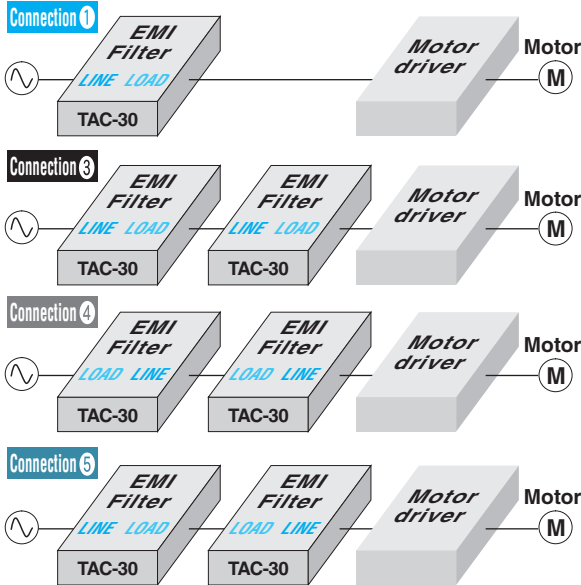 Connection ①
EMI
Filter
LINE LOAD
TAC-30
Motor
driver
Motor
M
Connection ③
EMI
Filter
LINE LOAD
TAC-30
EMI
Filter
LINE LOAD
TAC-30
Motor
driver
Motor
M
Connection ④
EMI
Filter
LOAD LINE
TAC-30
EMI
Filter
LOAD LINE
TAC-30
Motor
driver
Motor
M
Connection ⑤
EMI
Filter
LINE LOAD
TAC-30
EMI
Filter
LOAD LINE
TAC-30
Motor
driver
Motor
M